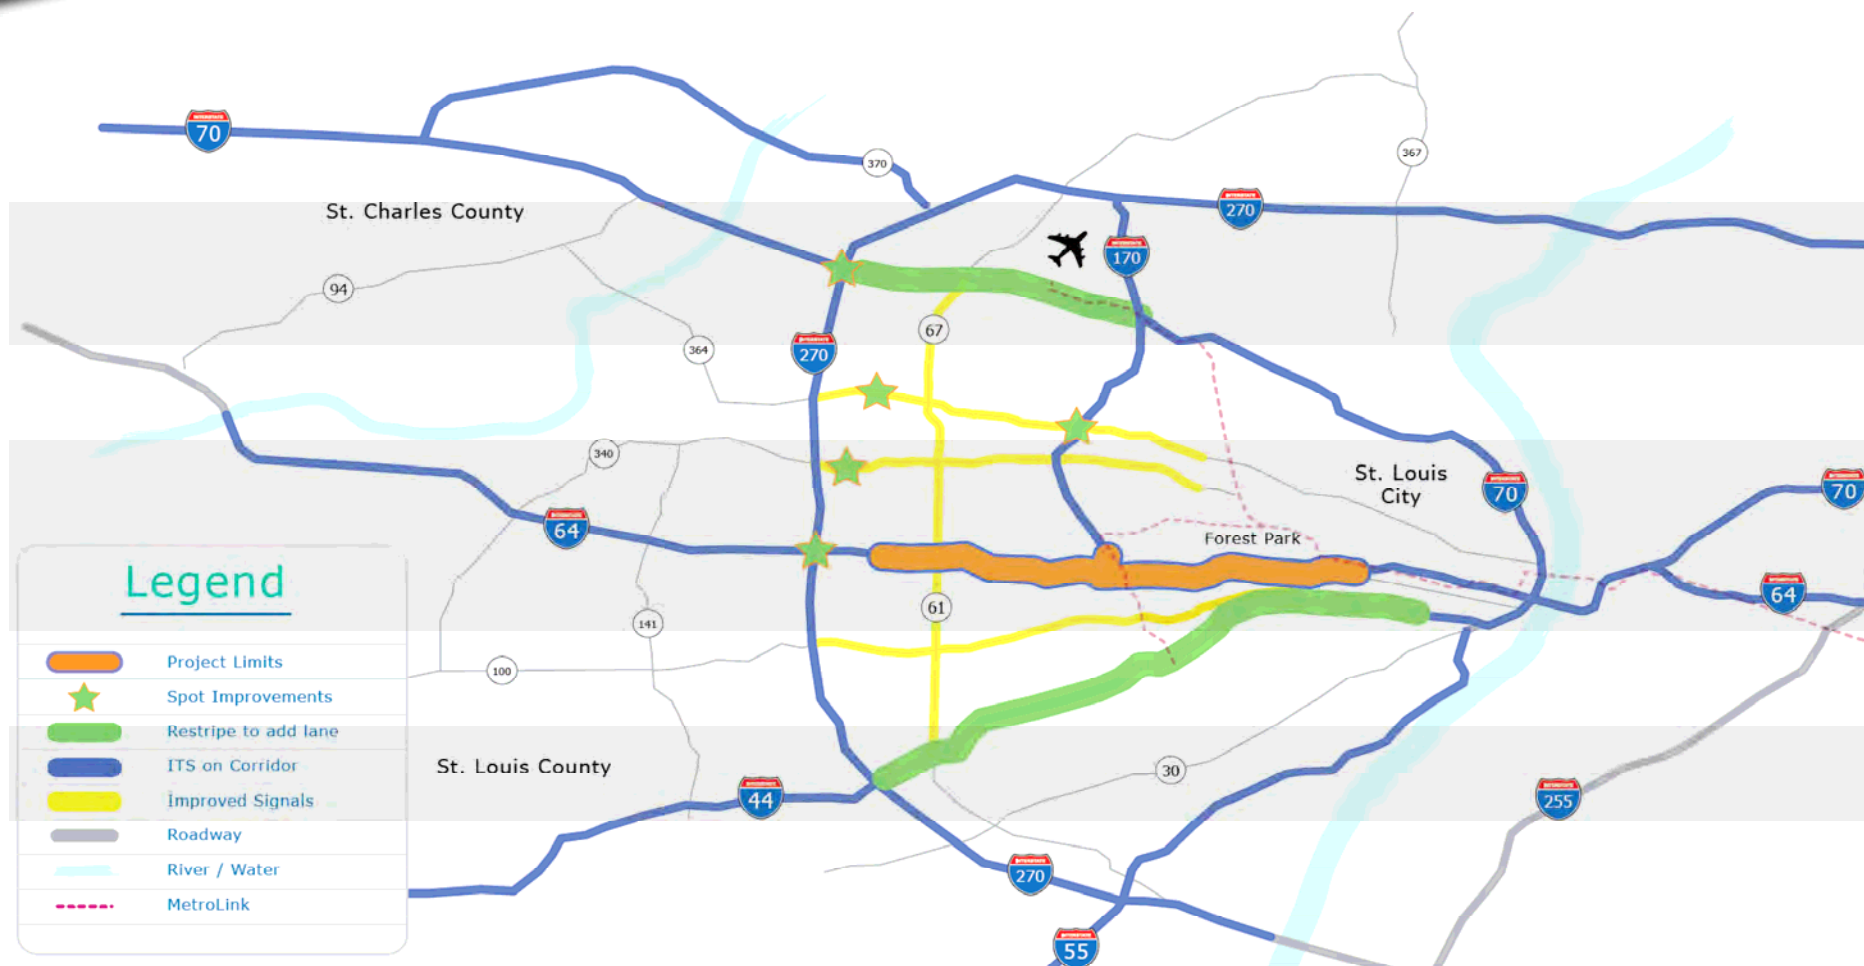 70
370
367
St. Charles County
270
170
94
67
364
270
340
St. Louis
City
70
70
64
Forest Park
Legend
64
61
141
Project Limits
100
Spot Improvements
Restripe to add lane
ITS on Corridor
St. Louis County
30
Improved Signals
44
255
Roadway
River / Water
270
MetroLink
55